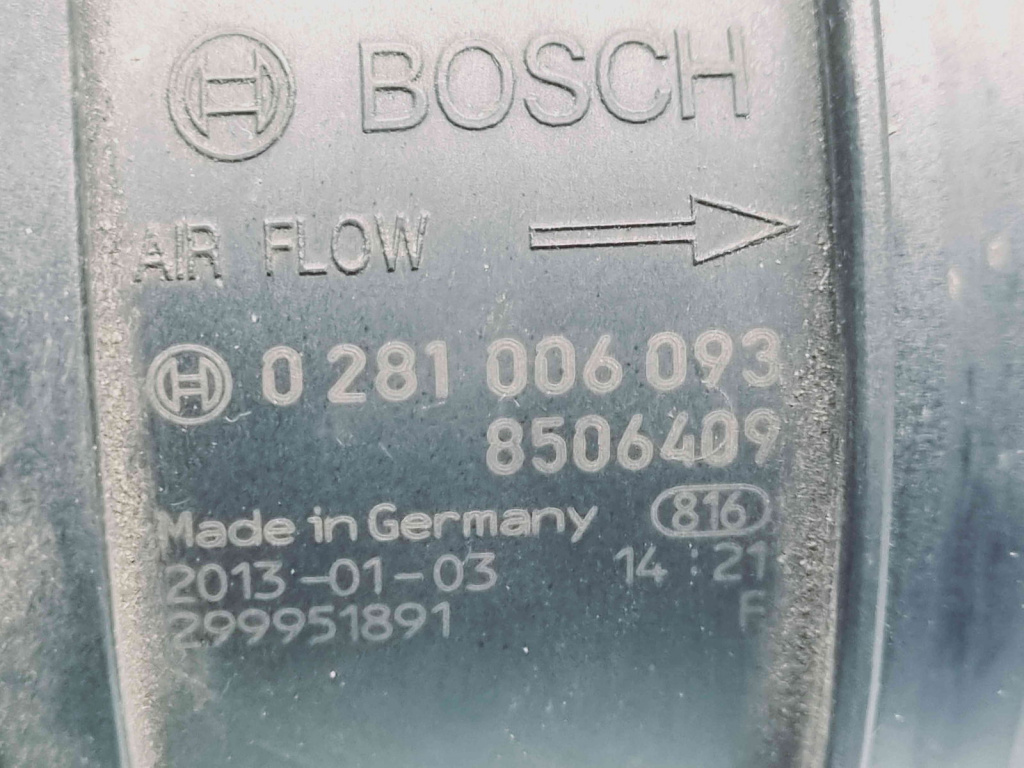 BOSCH
AIR FLOW
0 281 006 093
8506409
Made in Germany 816
2013-01-03 14:21
299951891 F